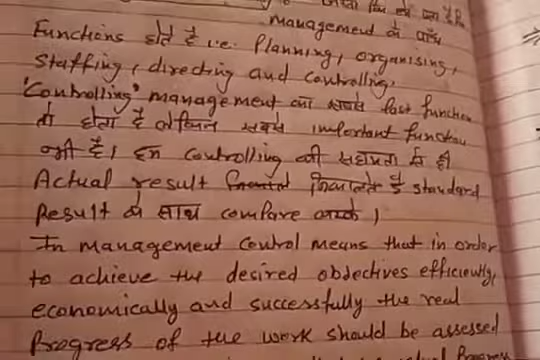 management के पाँच
Functions होते है i.e. Planning, organising,
Staffing, directing and controlling.
'Controlling' management का सबसे last function
तो होता है लेकिन सबसे important function
भी है। हम controlling की सहायता से ही
Actual result निकालते है standard
Result के साथ compare करके।
In management control means that in order
to achieve the desired objectives efficiently,
economically and successfully the real
Progress of the work should be assessed